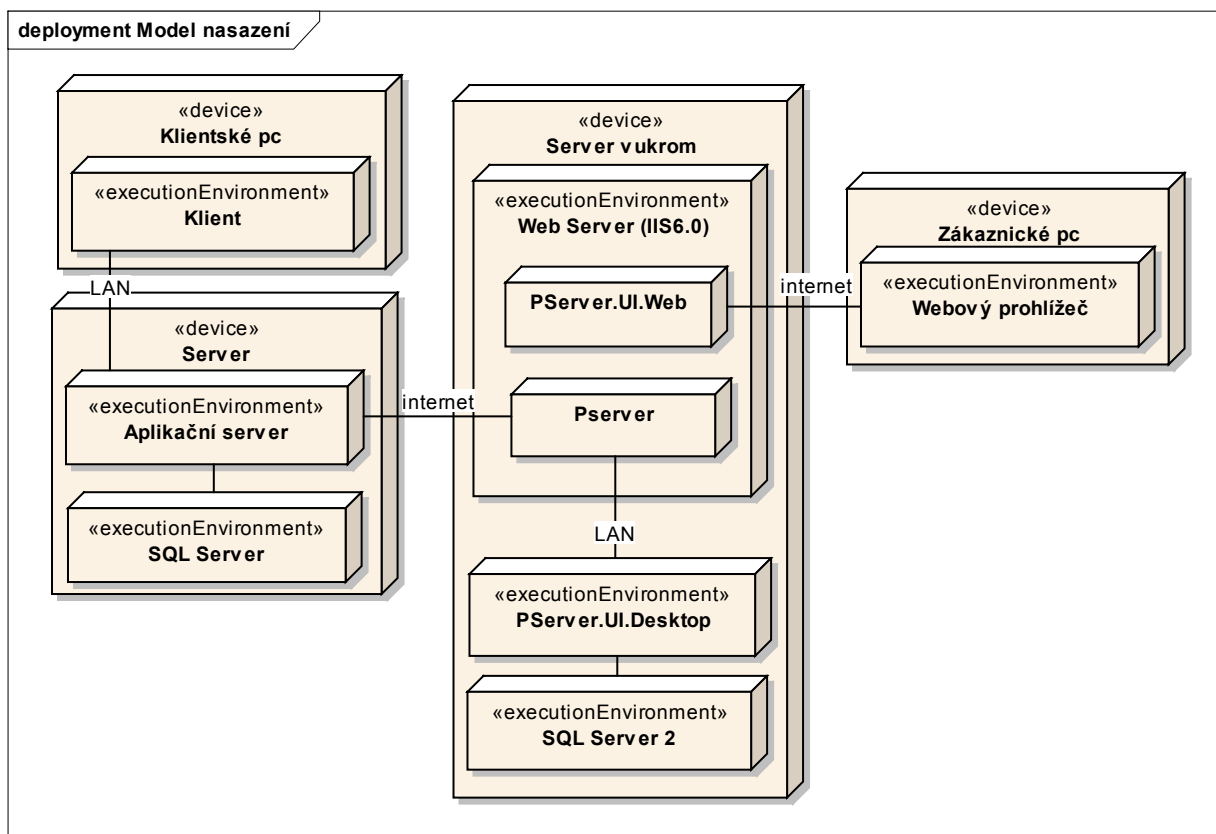 deployment Model nasazení
«device»
Klientské pc
«executionEnvironment»
Klient
LAN
«device»
Server
«executionEnvironment»
Aplikační server
«executionEnvironment»
SQL Server
internet
«device»
Server vukrom
«executionEnvironment»
Web Server (IIS6.0)
PServer.UI.Web
Pserver
LAN
«executionEnvironment»
PServer.UI.Desktop
«executionEnvironment»
SQL Server 2
internet
«device»
Zákaznické pc
«executionEnvironment»
Webový prohlížeč